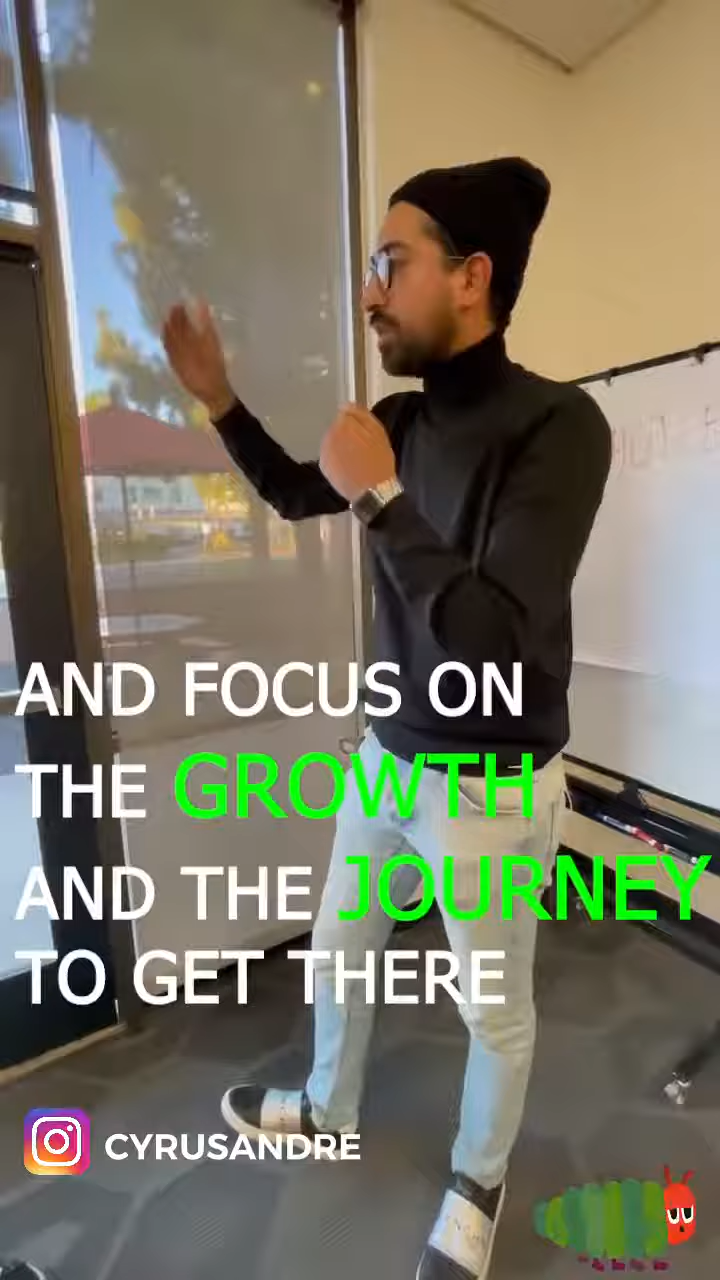 AND FOCUS ON
THE GROWTH
AND THE JOURNEY
TO GET THERE
CYRUSANDRE